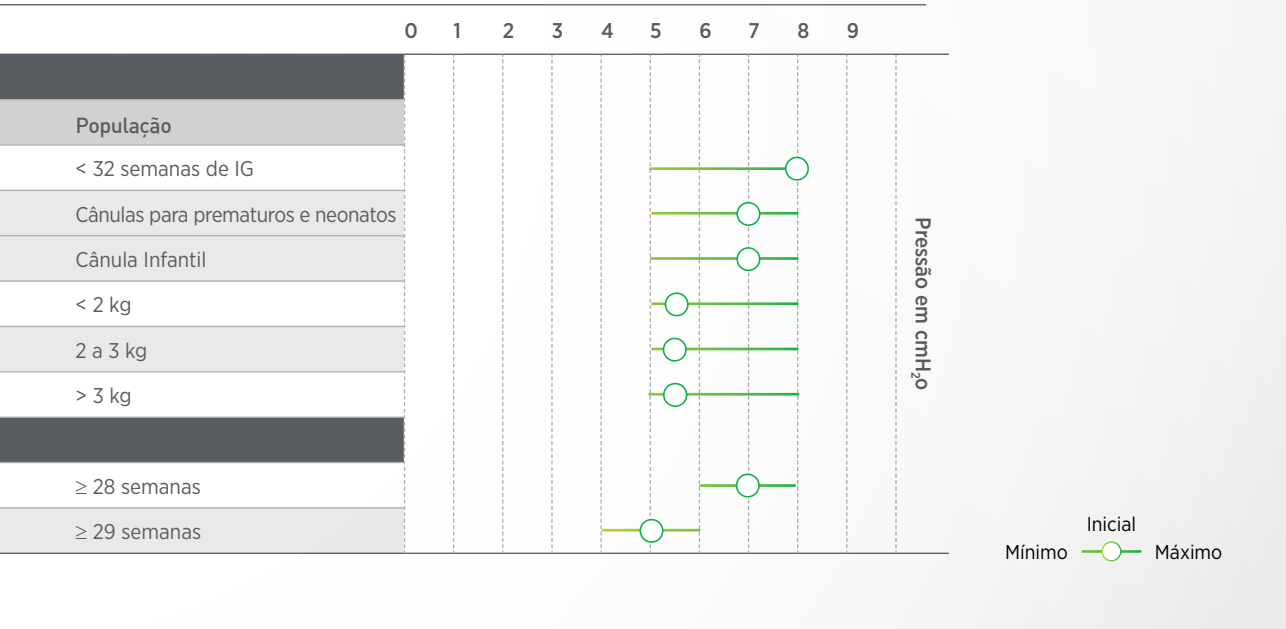 0 1 2 3 4 5 6 7 8 9
População
< 32 semanas de IG
Cânulas para prematuros e neonatos
Cânula Infantil
< 2 kg
2 a 3 kg
> 3 kg
≥ 28 semanas
≥ 29 semanas
Pressão em cmH₂o
Inicial
Mínimo Máximo